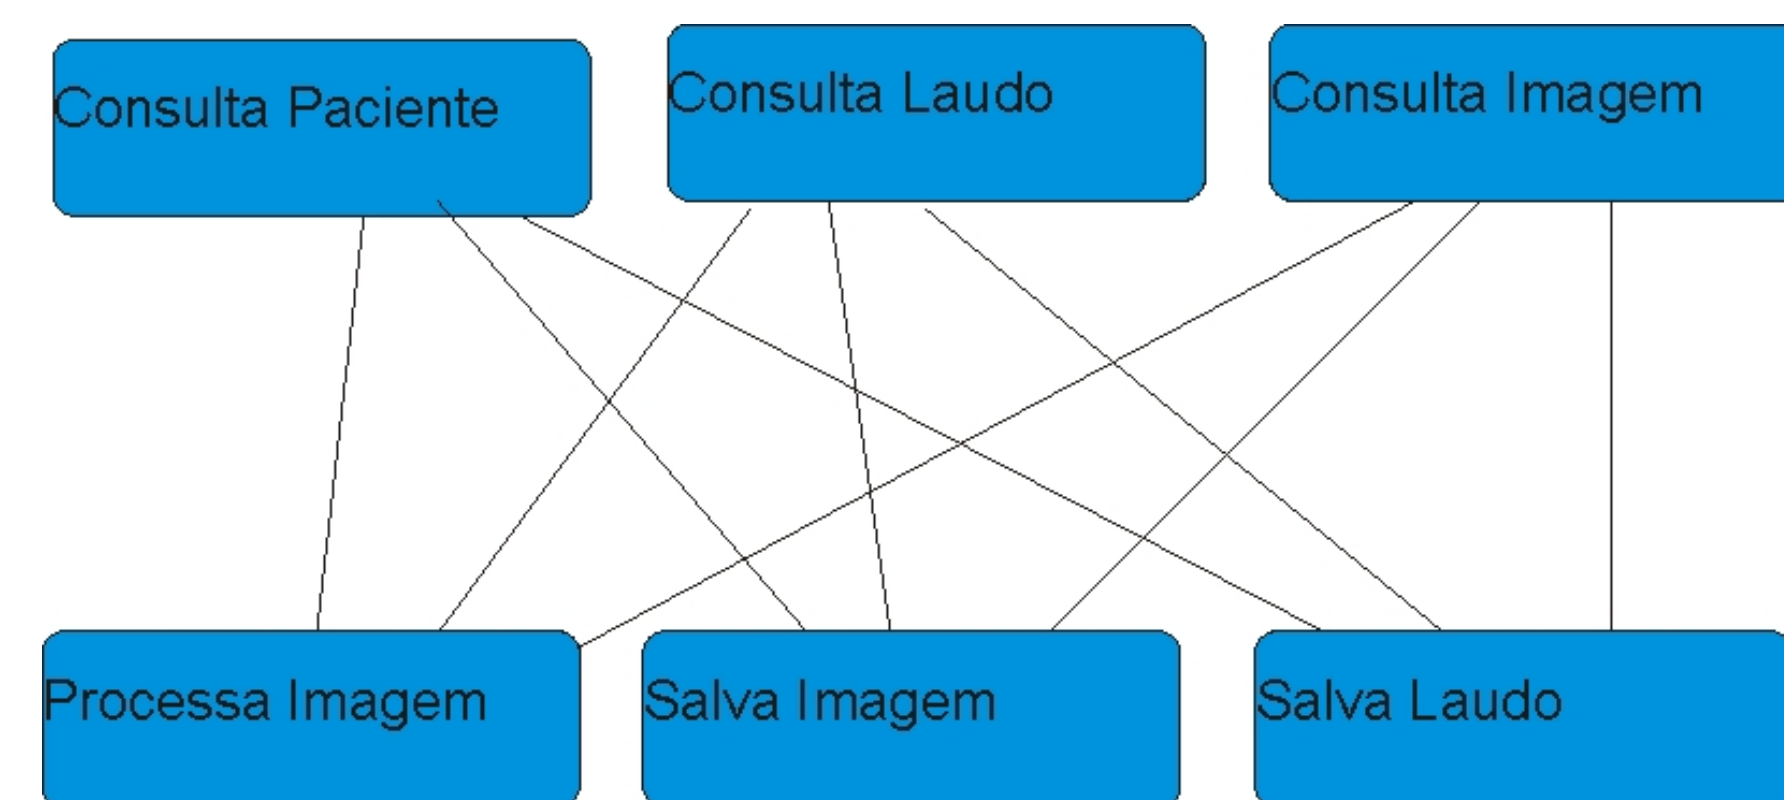 Consulta Paciente
Consulta Laudo
Consulta Imagem
Processa Imagem
Salva Imagem
Salva Laudo